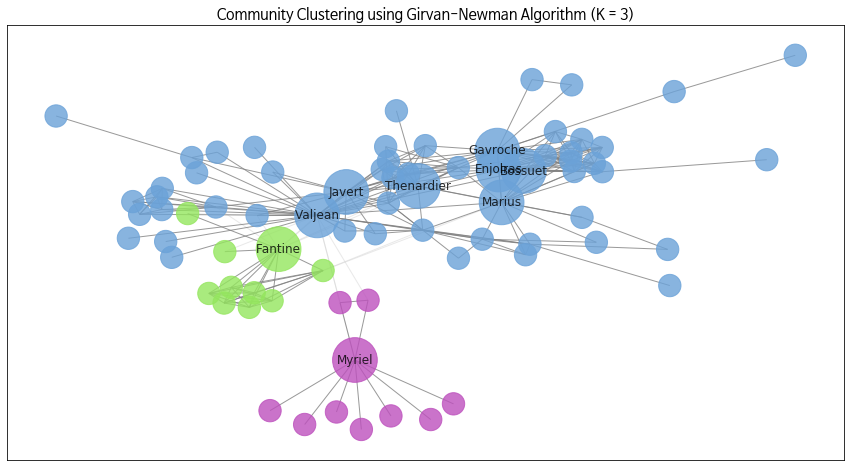 Community Clustering using Girvan-Newman Algorithm (K = 3)
Gavroche
Enjolras
Bossuet
Javert
Thenardier
Marius
Valjean
Fantine
Myriel